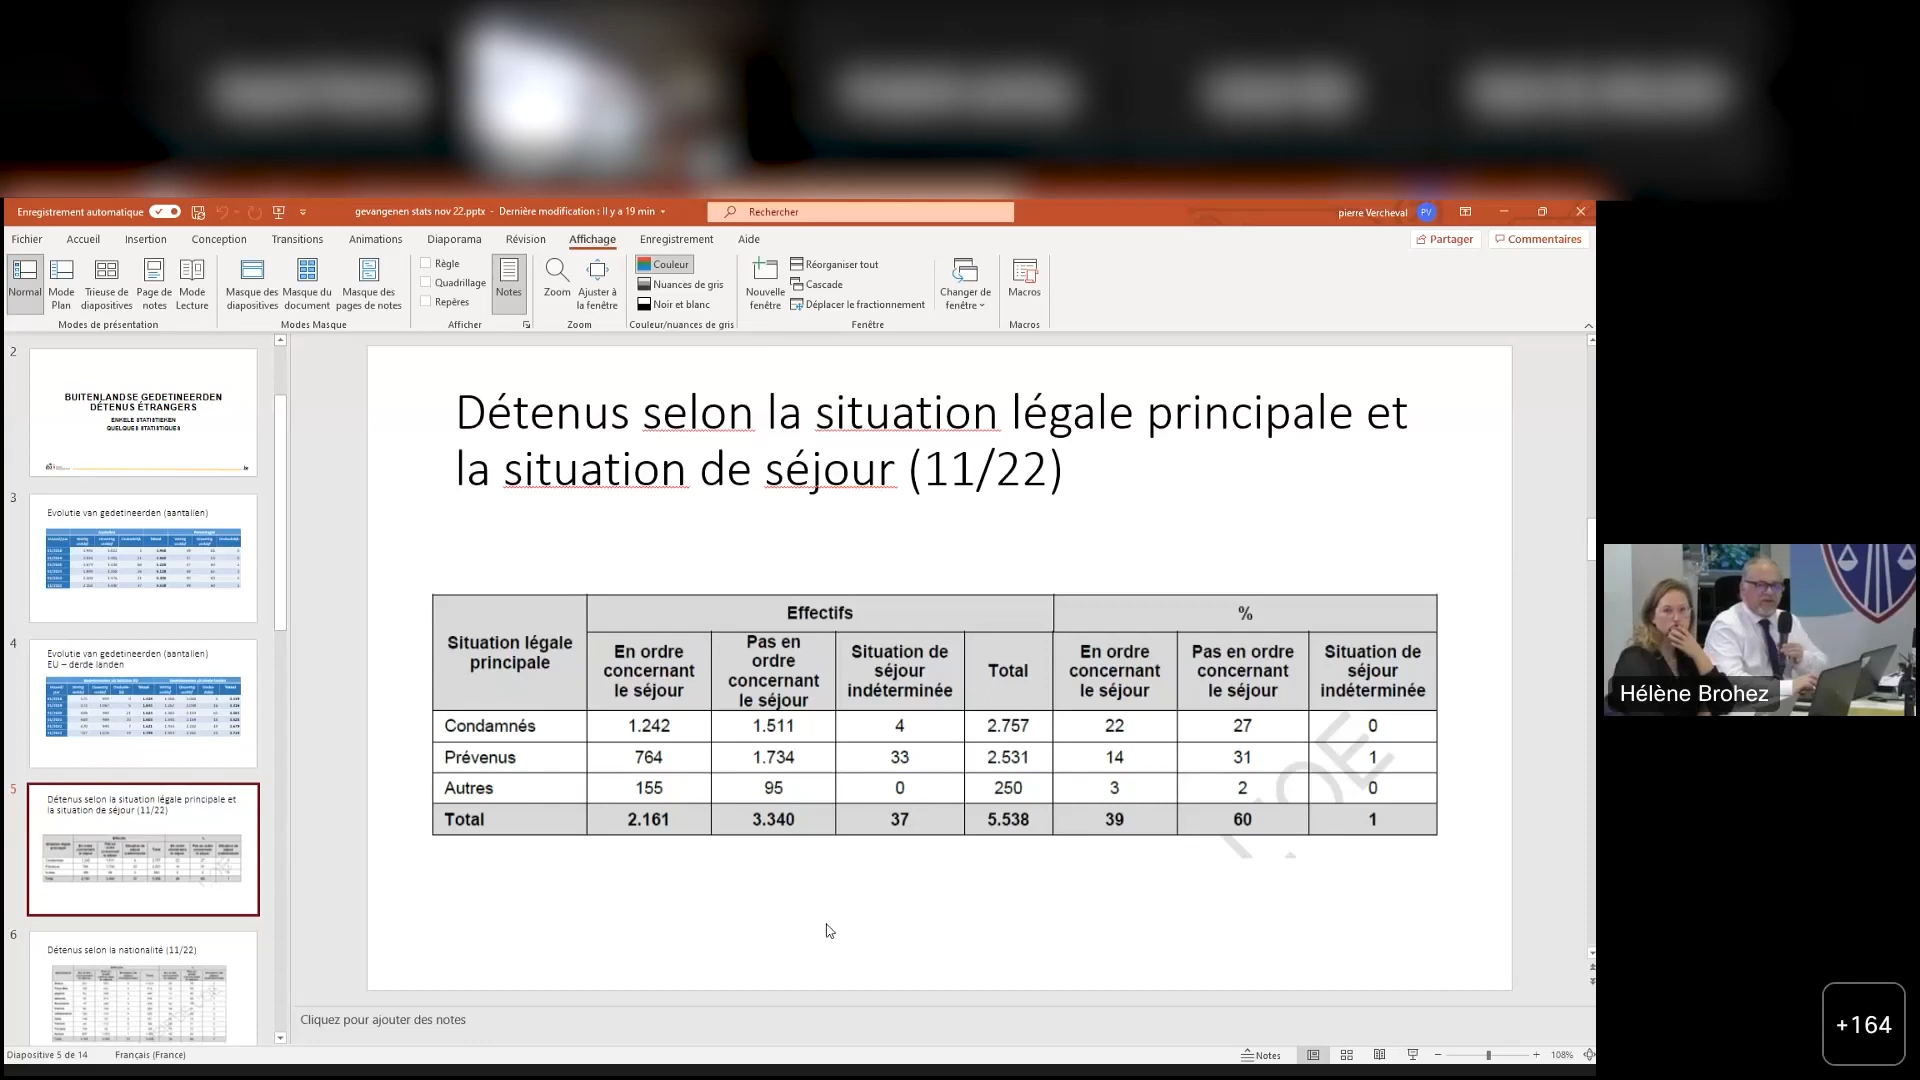 Enregistrement automatique
gevangenen stats nov 22.pptx - Dernière modification : Il y a 19 min
Rechercher
pierre Vercheval PV
Fichier Accueil Insertion Conception Transitions Animations Diaporama Révision Affichage Enregistrement Aide Partager Commentaires
Normal
Mode Plan
Trieuse de diapositives
Page de notes
Mode Lecture
Modes de présentation
Masque des diapositives
Masque du document
Masque des pages de notes
Modes Masque
Règle
Quadrillage
Repères
Notes
Afficher
Zoom
Ajuster à la fenêtre
Zoom
Couleur
Nuances de gris
Noir et blanc
Couleur/nuances de gris
Nouvelle fenêtre
Réorganiser tout
Cascade
Déplacer le fractionnement
Changer de fenêtre
Fenêtre
Macros
Macros
2
BUITENLANDSE GEDETINEERDEN
DÉTENUS ÉTRANGERS
ENKELE STATISTIEKEN
QUELQUES STATISTIQUES
3
Evolutie van gedetineerden (aantallen)
4
Evolutie van gedetineerden (aantallen)
EU – derde landen
5
Détenus selon la situation légale principale et
la situation de séjour (11/22)
6
Détenus selon la nationalité (11/22)
Détenus selon la situation légale principale et
la situation de séjour (11/22)
Situation légale principale
Effectifs %
En ordre concernant le séjour
Pas en ordre concernant le séjour
Situation de séjour indéterminée
Total
En ordre concernant le séjour
Pas en ordre concernant le séjour
Situation de séjour indéterminée
Condamnés 1.242 1.511 4 2.757 22 27 0
Prévenus 764 1.734 33 2.531 14 31 1
Autres 155 95 0 250 3 2 0
Total 2.161 3.340 37 5.538 39 60 1
Cliquez pour ajouter des notes
Diapositive 5 de 14 Français (France) Notes 108%
Hélène Brohez
+164